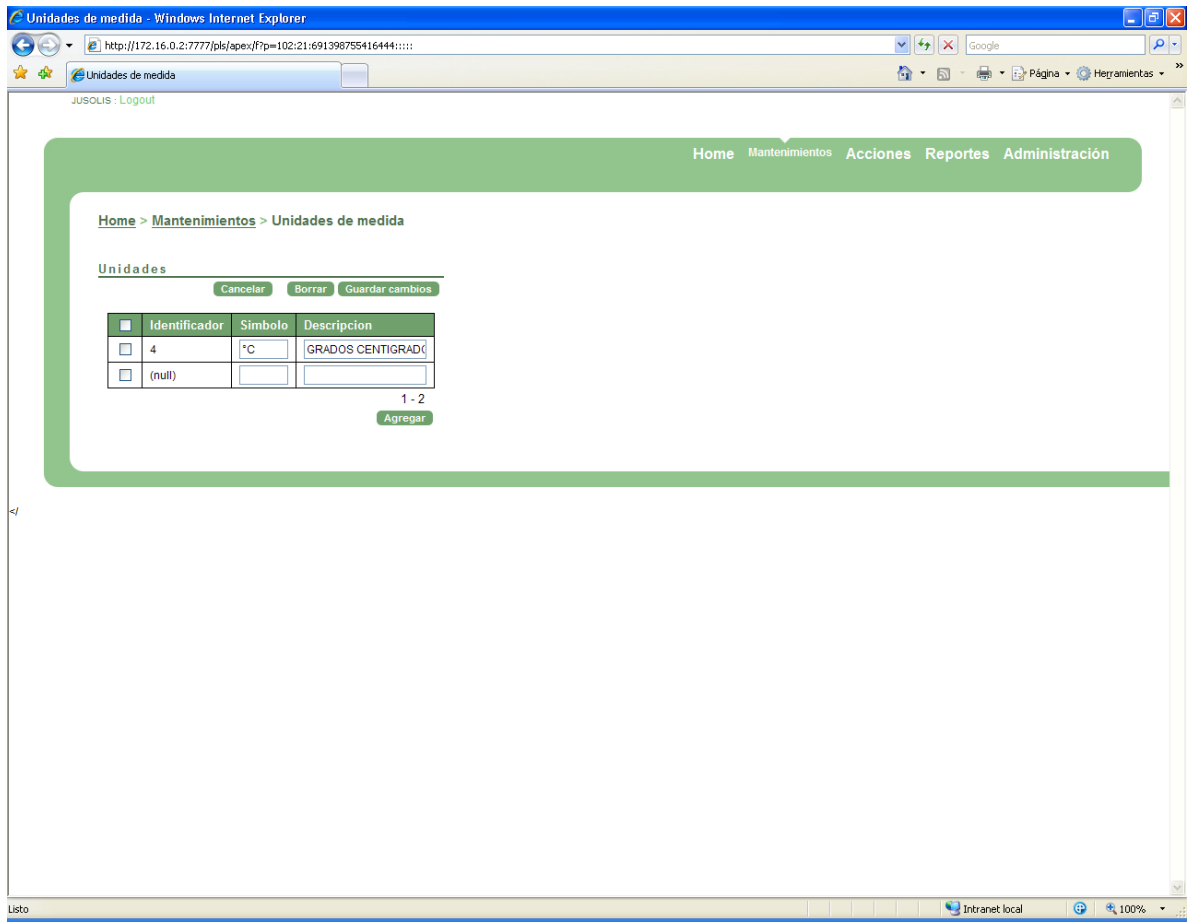 Unidades de medida - Windows Internet Explorer
http://172.16.0.2:7777/pls/apex/f?p=102:21:691398755416444:::::
Google
Unidades de medida
Página
Herramientas
»
JUSOLIS : Logout
Home Mantenimientos Acciones Reportes Administración
Home > Mantenimientos > Unidades de medida
Unidades
Cancelar Borrar Guardar cambios
Identificador Simbolo Descripcion
4 °C GRADOS CENTIGRADO
(null)
1 - 2
Agregar
</
Listo Intranet local 100%